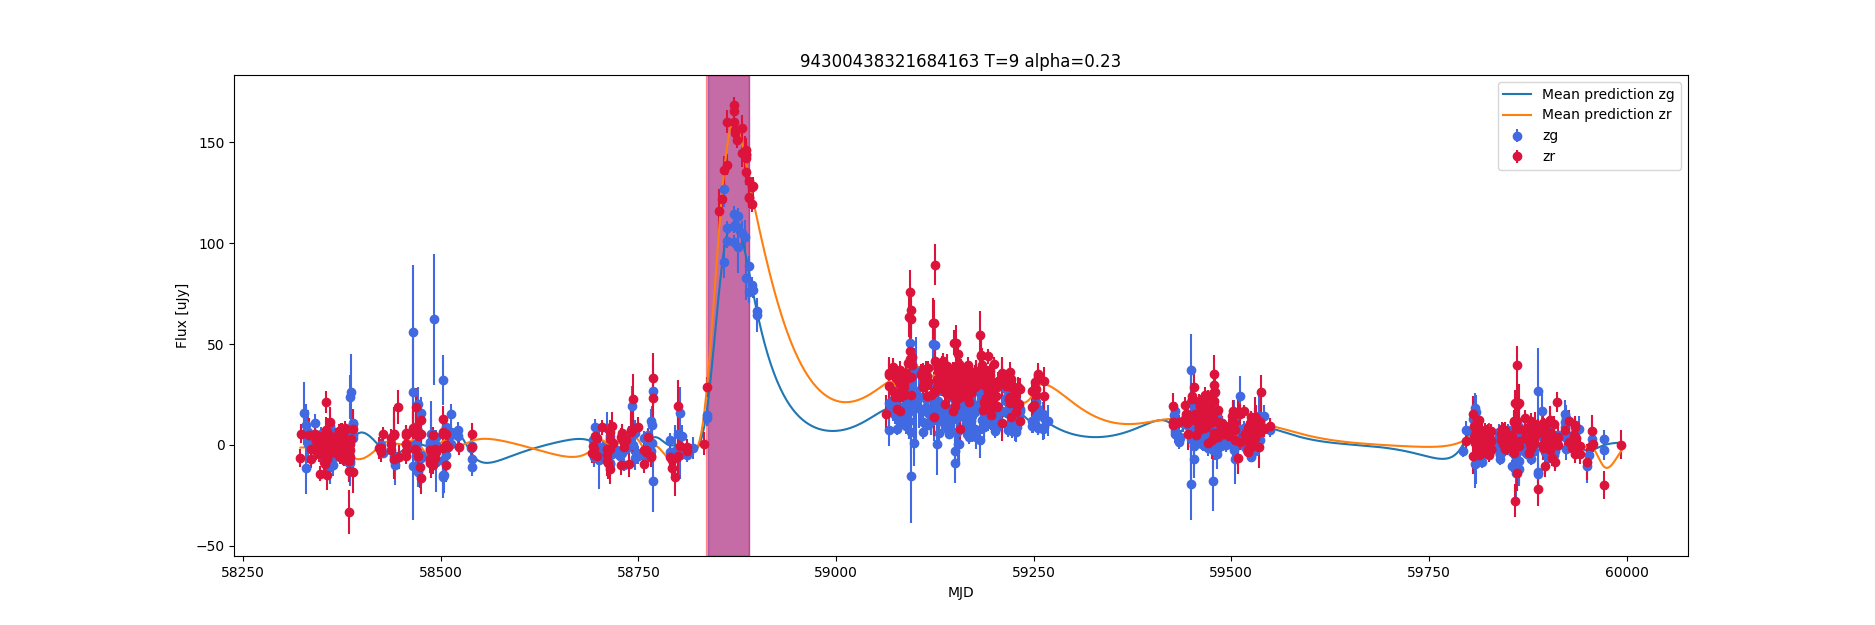 94300438321684163 T=9 alpha=0.23
Mean prediction zg
Mean prediction zr
zg
zr
Flux [uJy]
150
100
50
0
−50
58250 58500 58750 59000 59250 59500 59750 60000
MJD